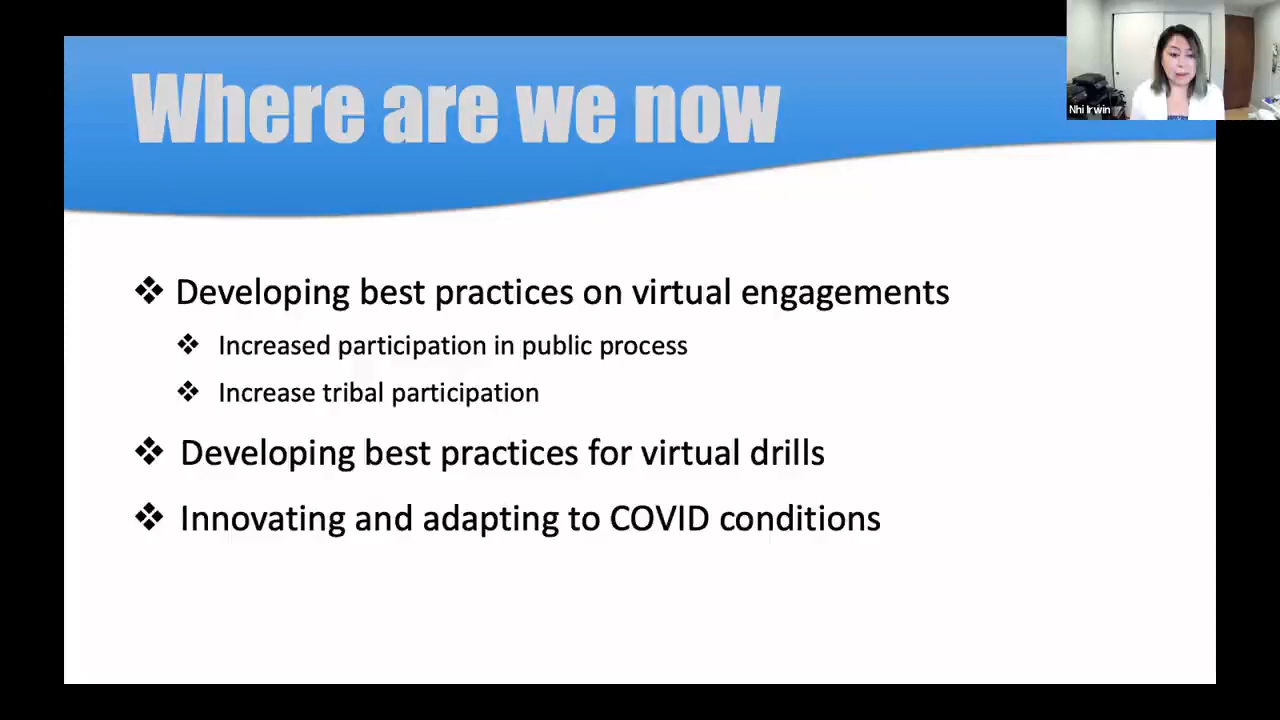 Where are we now
Nhi Irwin
❖ Developing best practices on virtual engagements
❖ Increased participation in public process
❖ Increase tribal participation
❖ Developing best practices for virtual drills
❖ Innovating and adapting to COVID conditions